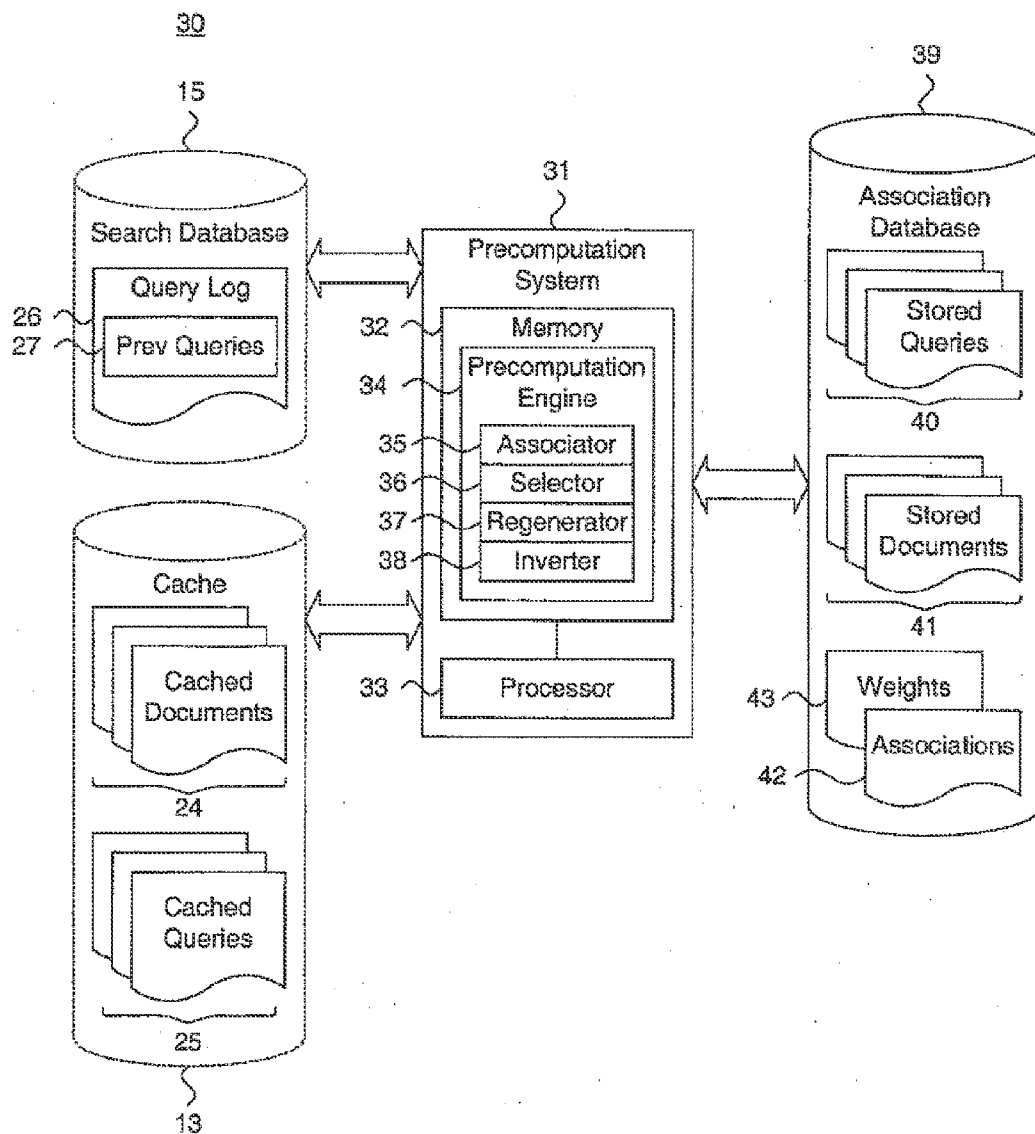 30
15
Search Database
Query Log
26
27
Prev Queries
31
Precomputation
System
32
Memory
34
Precomputation
Engine
35
Associator
36
Selector
37
Regenerator
38
Inverter
33
Processor
Cache
Cached
Documents
24
Cached
Queries
25
13
39
Association
Database
Stored
Queries
40
Stored
Documents
41
43
Weights
Associations
42